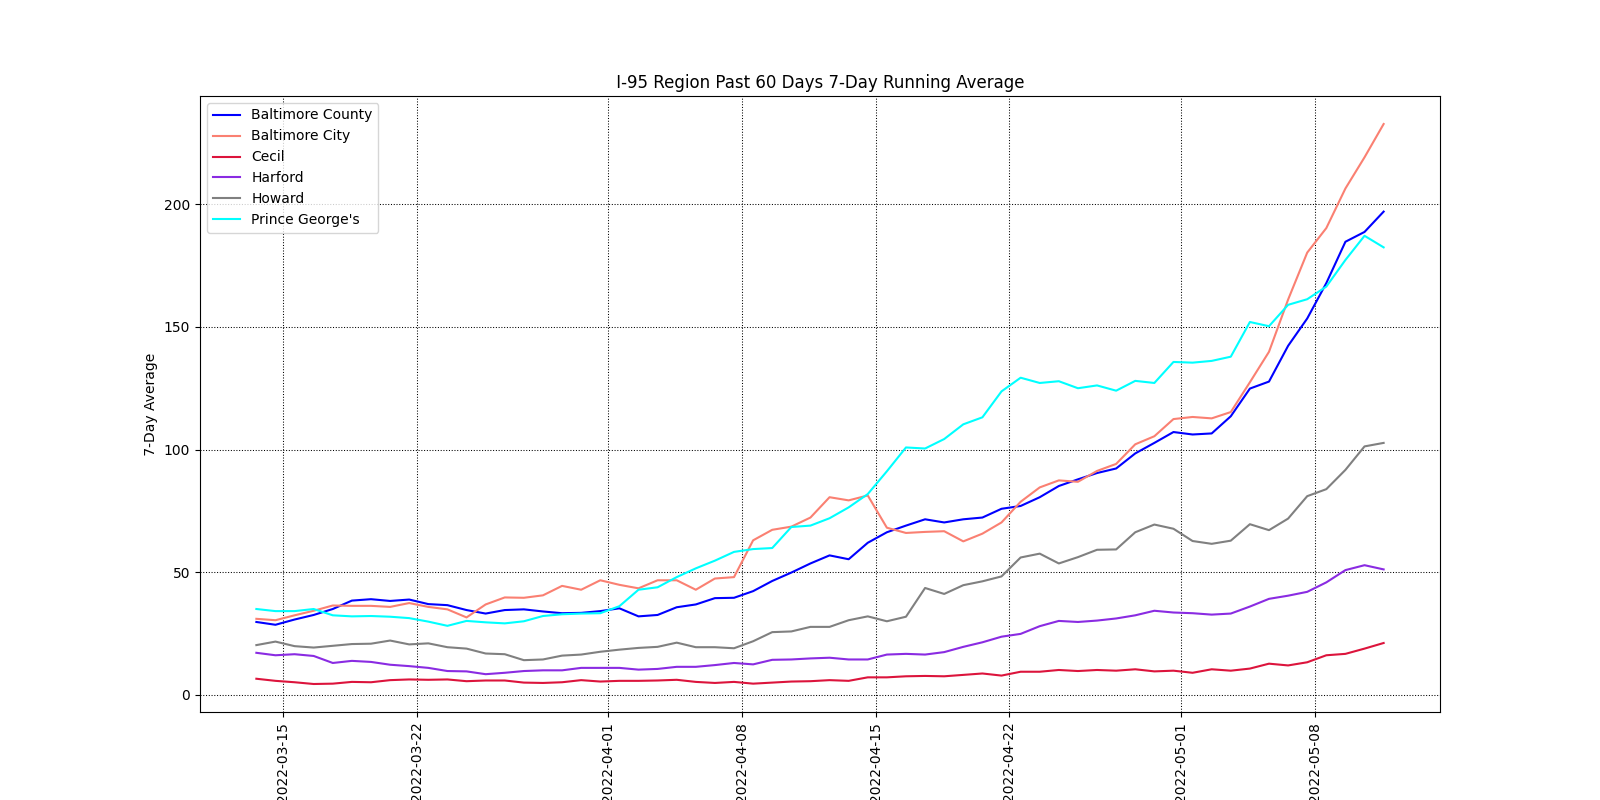 I-95 Region Past 60 Days 7-Day Running Average
Baltimore County
Baltimore City
Cecil
Harford
Howard
Prince George's
7-Day Average
200
150
100
50
0
2022-03-15
2022-03-22
2022-04-01
2022-04-08
2022-04-15
2022-04-22
2022-05-01
2022-05-08